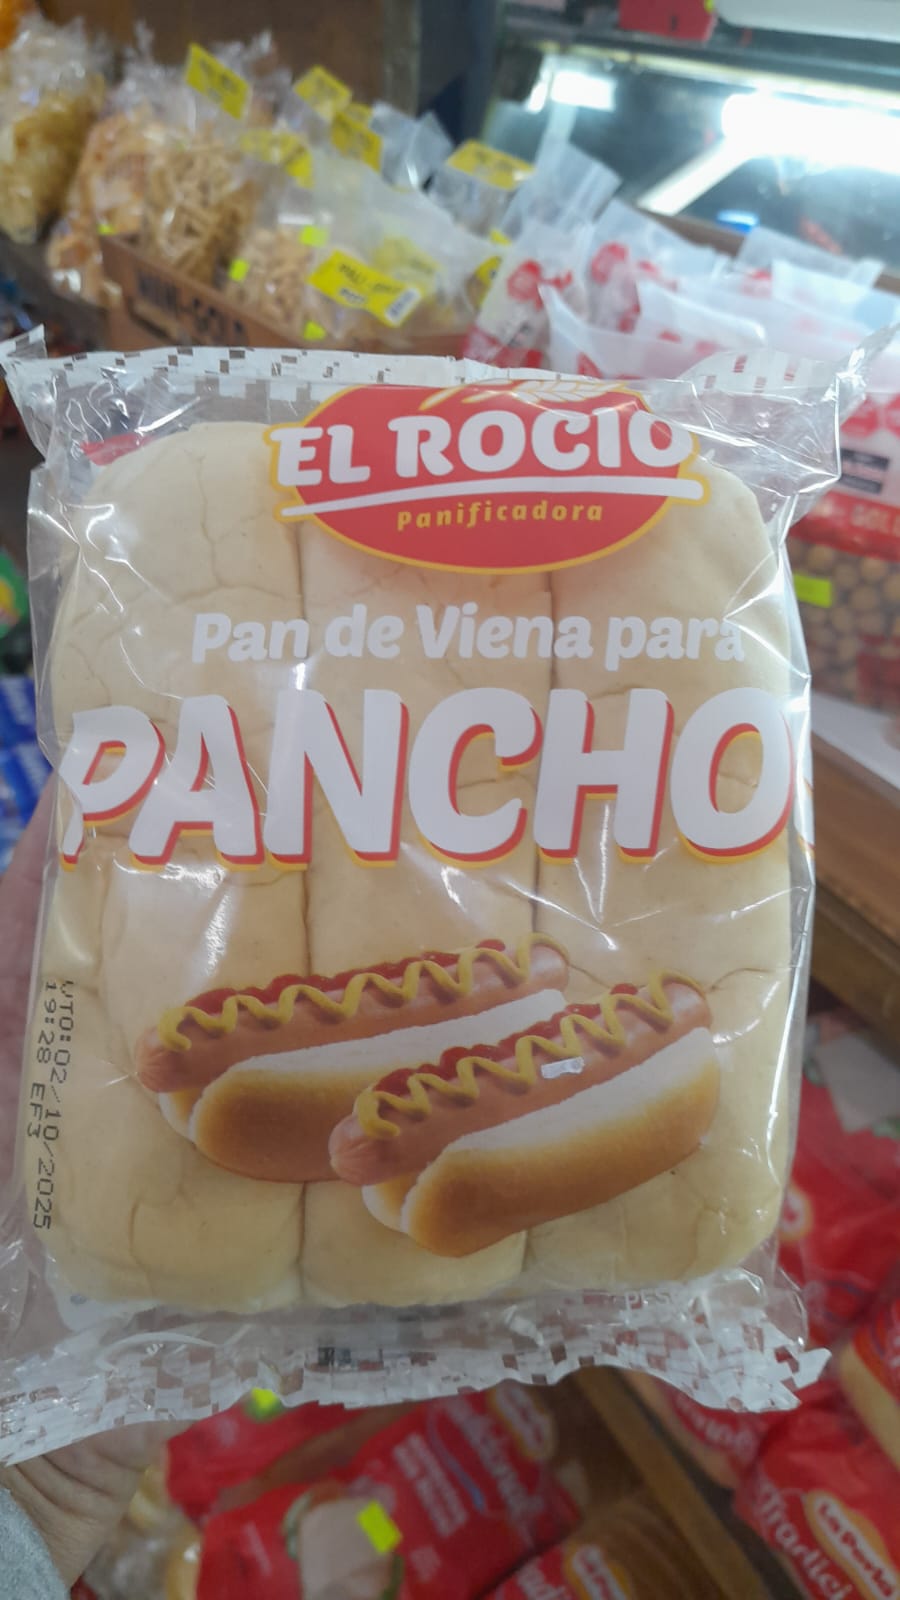 EL ROCIO
Panificadora
Pan de Viena para
PANCHO
VTO:02/10/2025
19:28 EF3